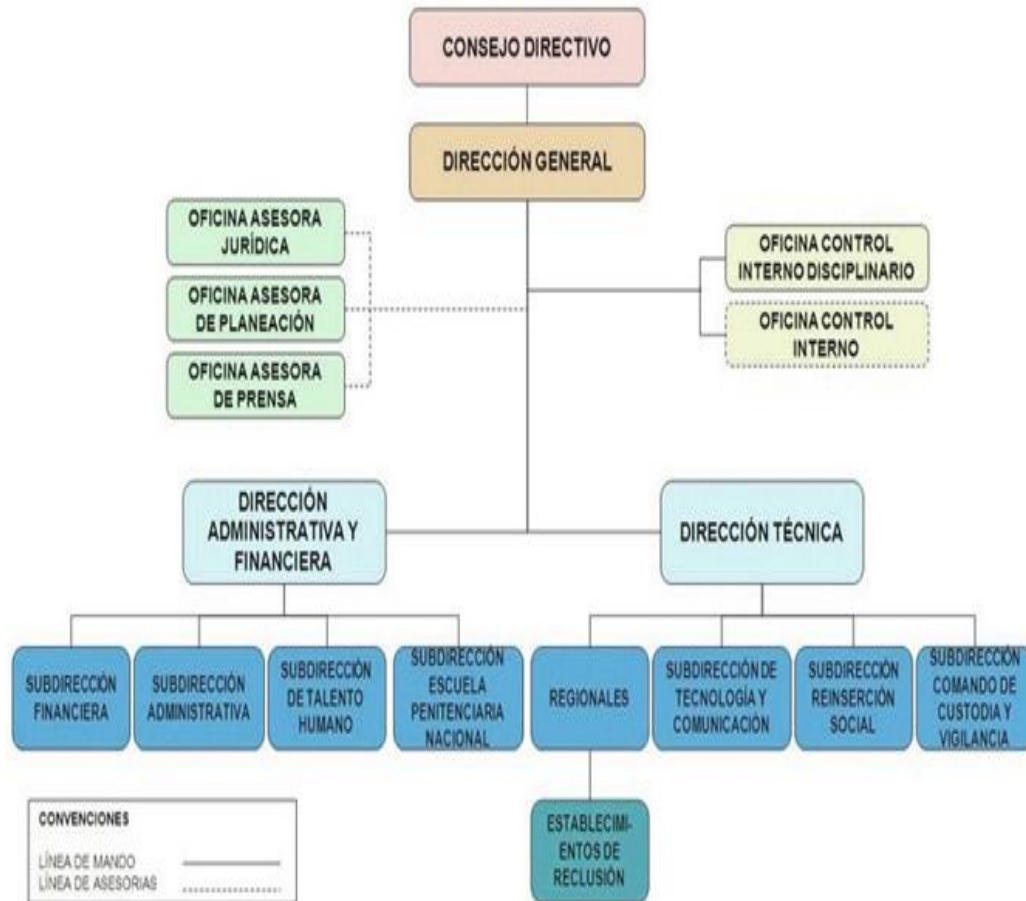 CONSEJO DIRECTIVO
DIRECCIÓN GENERAL
OFICINA ASESORA
JURÍDICA
OFICINA ASESORA
DE PLANEACIÓN
OFICINA ASESORA
DE PRENSA
OFICINA CONTROL
INTERNO DISCIPLINARIO
OFICINA CONTROL
INTERNO
DIRECCIÓN
ADMINISTRATIVA Y
FINANCIERA
DIRECCIÓN TÉCNICA
SUBDIRECCIÓN
FINANCIERA
SUBDIRECCIÓN
ADMINISTRATIVA
SUBDIRECCIÓN
DE TALENTO
HUMANO
SUBDIRECCIÓN
ESCUELA
PENITENCIARIA
NACIONAL
REGIONALES
SUBDIRECCIÓN DE
TECNOLOGÍA Y
COMUNICACIÓN
SUBDIRECCIÓN
REINSERCIÓN
SOCIAL
SUBDIRECCIÓN
COMANDO DE
CUSTODIA Y
VIGILANCIA
ESTABLECIMI-
ENTOS DE
RECLUSIÓN
CONVENCIONES
LÍNEA DE MANDO
LÍNEA DE ASESORIAS